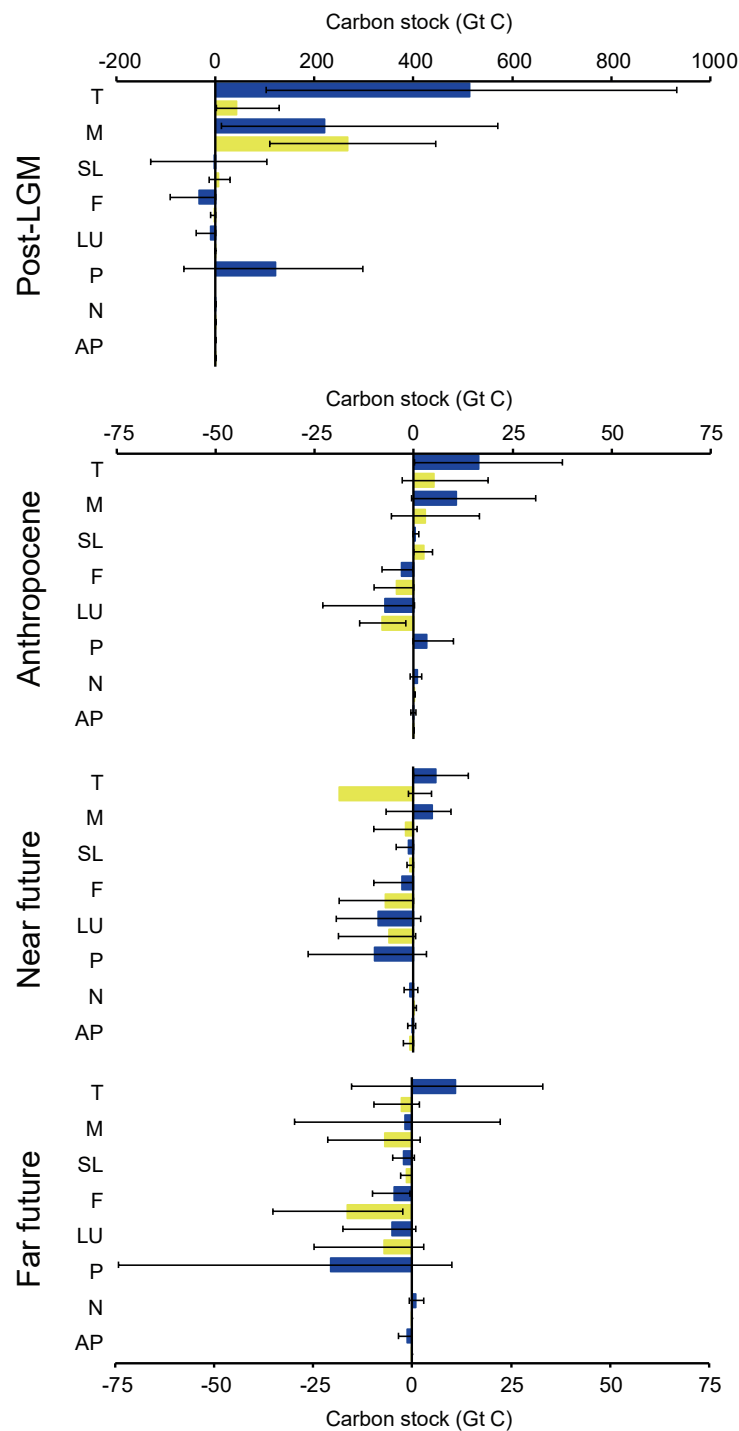 Carbon stock (Gt C)
-200 0 200 400 600 800 1000
Post-LGM
T
M
SL
F
LU
P
N
AP
Carbon stock (Gt C)
-75 -50 -25 0 25 50 75
Anthropocene
T
M
SL
F
LU
P
N
AP
Near future
T
M
SL
F
LU
P
N
AP
Far future
T
M
SL
F
LU
P
N
AP
-75 -50 -25 0 25 50 75
Carbon stock (Gt C)